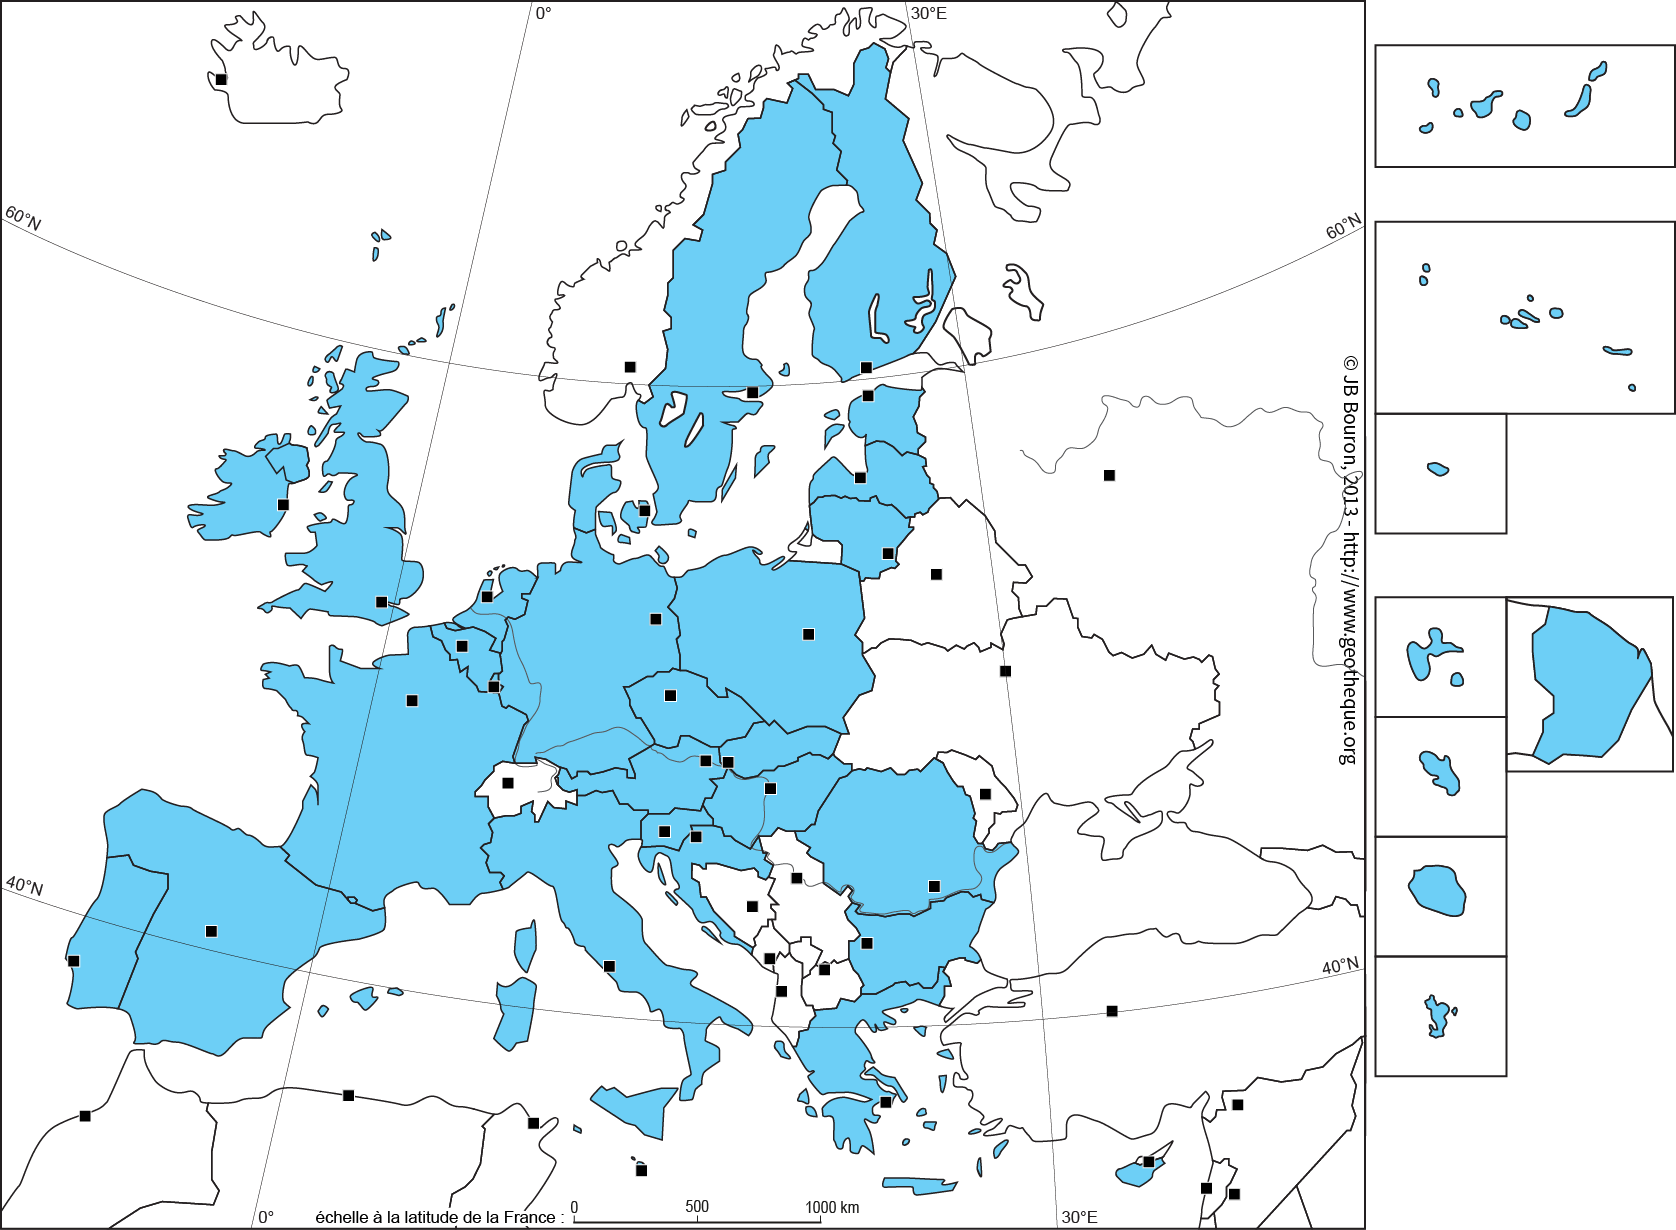 0°
30°E
60°N
60°N
© JB Bouron, 2013 - http://www.geotheque.org
40°N
40°N
0°
échelle à la latitude de la France :
0 500 1000 km
30°E